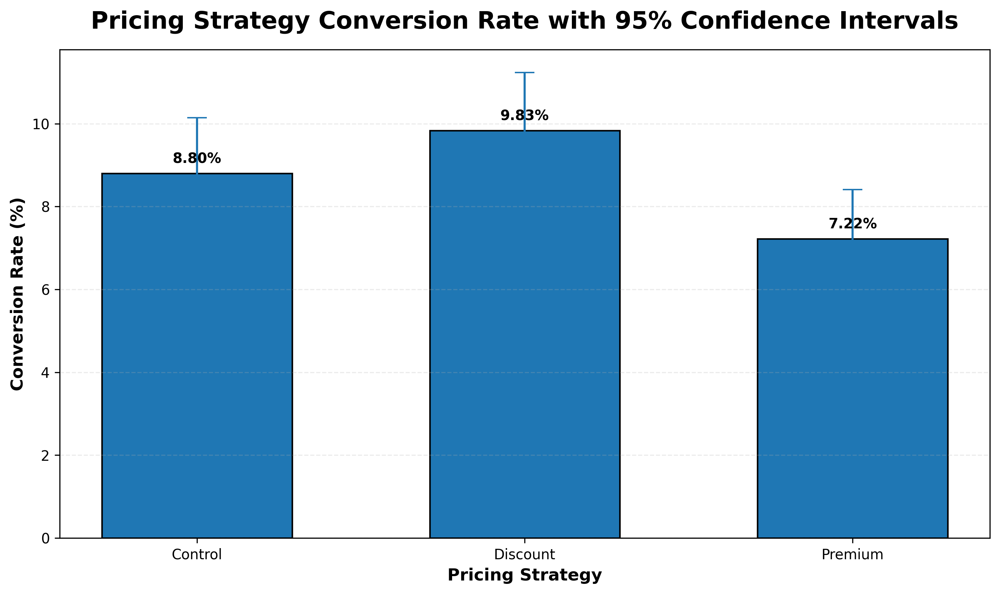 Pricing Strategy Conversion Rate with 95% Confidence Intervals
Conversion Rate (%)
10
8
6
4
2
0
8.80%
9.83%
7.22%
Control
Discount
Premium
Pricing Strategy